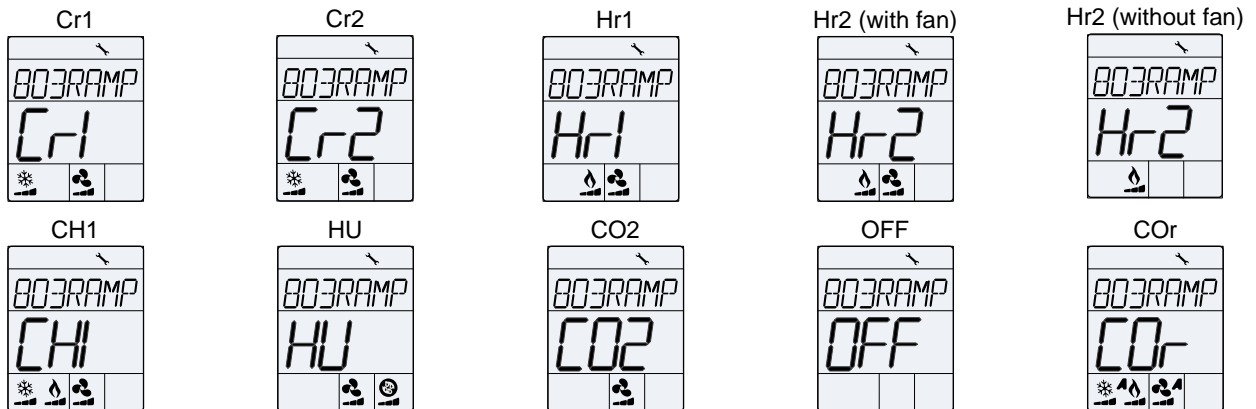 Cr1 Cr2 Hr1 Hr2 (with fan) Hr2 (without fan)
803RAMP 803RAMP 803RAMP 803RAMP 803RAMP
Cr1 Cr2 Hr1 Hr2 Hr2
CH1 HU CO2 OFF COr
803RAMP 803RAMP 803RAMP 803RAMP 803RAMP
CH1 HU CO2 OFF COr
A A